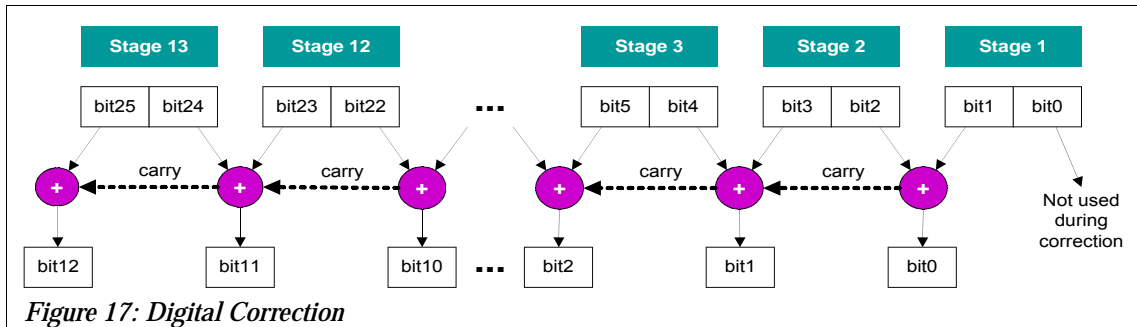 Stage 13 Stage 12 Stage 3 Stage 2 Stage 1
bit25 bit24 bit23 bit22 ... bit5 bit4 bit3 bit2 bit1 bit0
carry carry carry carry
+ + + + + +
Not used
during
correction
bit12 bit11 bit10 ... bit2 bit1 bit0
Figure 17: Digital Correction